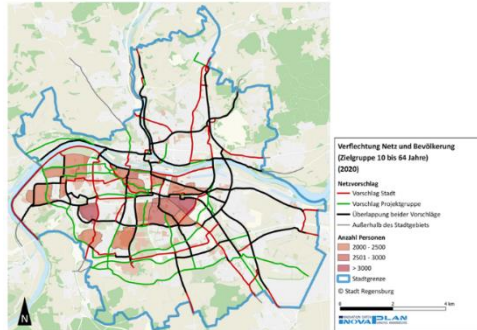 Verflechtung Netz und Bevölkerung
(Zielgruppe 10 bis 64 Jahre)
(2020)
Netzvorschlag
Vorschlag Stadt
Vorschlag Projektgruppe
Überlappung beider Vorschläge
Außerhalb des Stadtgebiets
Anzahl Personen
2000 - 2500
2501 - 3000
> 3000
Stadtgrenze
© Stadt Regensburg
0 2 4 km
INOVAPLAN
N